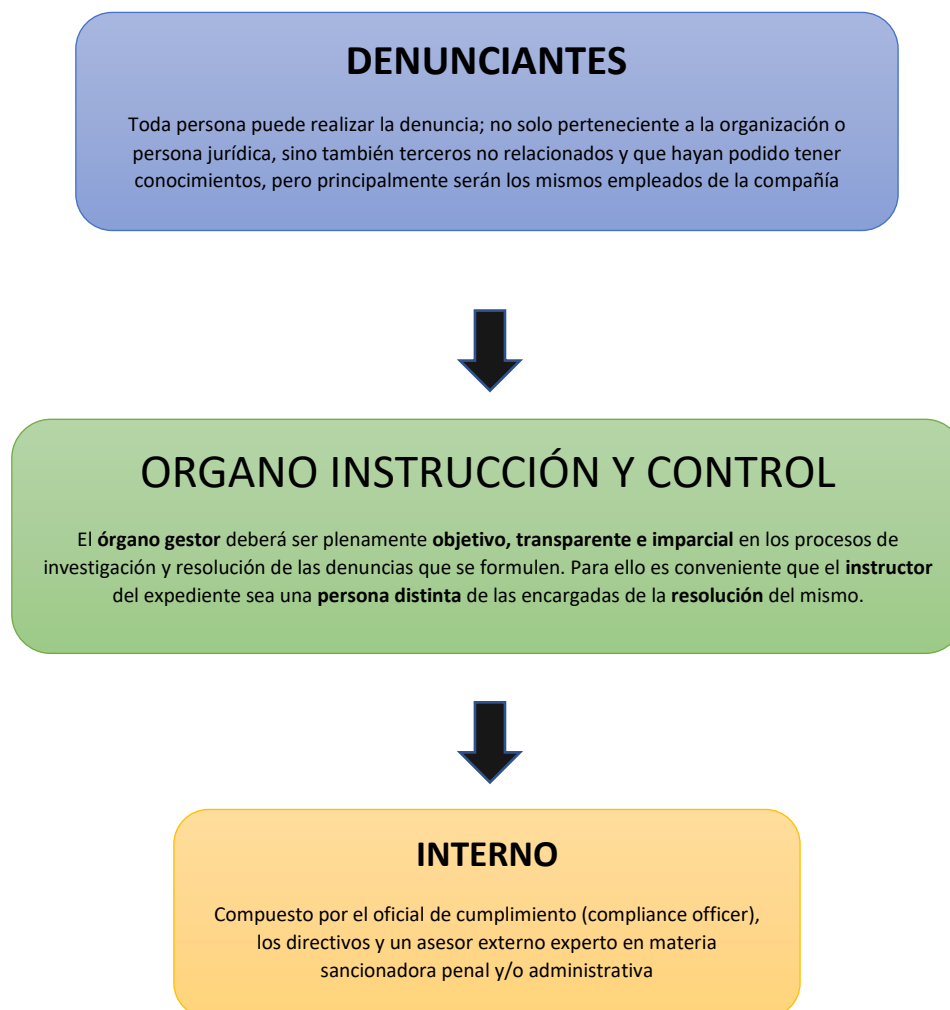 DENUNCIANTES
Toda persona puede realizar la denuncia; no solo perteneciente a la organización o
persona jurídica, sino también terceros no relacionados y que hayan podido tener
conocimientos, pero principalmente serán los mismos empleados de la compañía
ORGANO INSTRUCCIÓN Y CONTROL
El órgano gestor deberá ser plenamente objetivo, transparente e imparcial en los procesos de
investigación y resolución de las denuncias que se formulen. Para ello es conveniente que el instructor
del expediente sea una persona distinta de las encargadas de la resolución del mismo.
INTERNO
Compuesto por el oficial de cumplimiento (compliance officer),
los directivos y un asesor externo experto en materia
sancionadora penal y/o administrativa